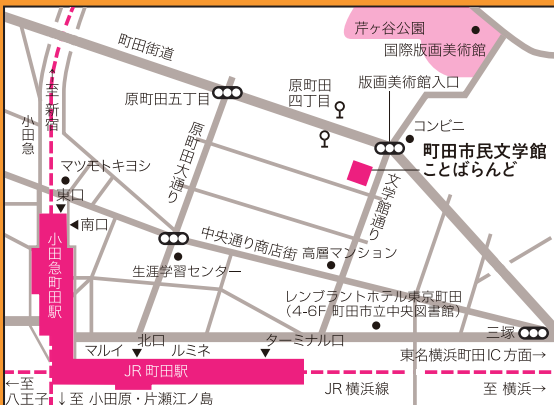 芹ヶ谷公園
国際版画美術館
町田街道
原町田
四丁目
版画美術館入口
原町田五丁目
コンビニ
町田市民文学館
ことばらんど
↑至新宿
小田急
マツモトキヨシ
原町田大通り
文学館通り
東口
南口
中央通り商店街
高層マンション
生涯学習センター
小田急町田駅
レンブラントホテル東京町田
(4-6F 町田市立中央図書館)
三塚
北口
ターミナル口
マルイ
ルミネ
東名横浜町田IC方面→
JR町田駅
←至
八王子
↓至 小田原・片瀬江ノ島
JR横浜線
至 横浜→